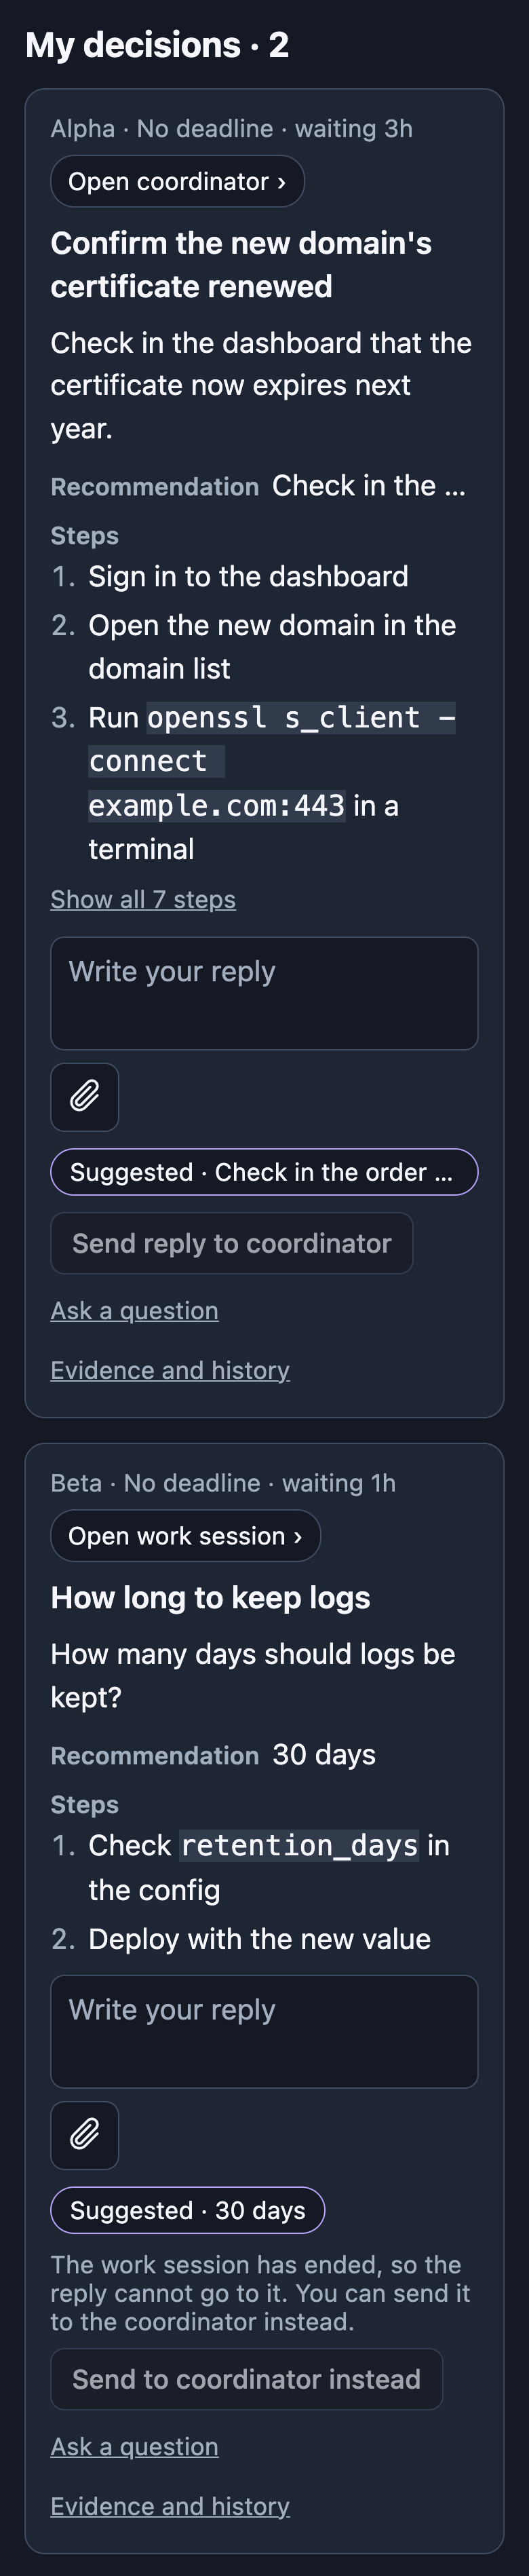 My decisions · 2
Alpha · No deadline · waiting 3h
Open coordinator ›
Confirm the new domain's
certificate renewed
Check in the dashboard that the
certificate now expires next
year.
Recommendation Check in the ...
Steps
1. Sign in to the dashboard
2. Open the new domain in the
domain list
3. Run openssl s_client -
connect
example.com:443 in a
terminal
Show all 7 steps
Write your reply
Suggested · Check in the order ...
Send reply to coordinator
Ask a question
Evidence and history
Beta · No deadline · waiting 1h
Open work session ›
How long to keep logs
How many days should logs be
kept?
Recommendation 30 days
Steps
1. Check retention_days in
the config
2. Deploy with the new value
Write your reply
Suggested · 30 days
The work session has ended, so the
reply cannot go to it. You can send it
to the coordinator instead.
Send to coordinator instead
Ask a question
Evidence and history